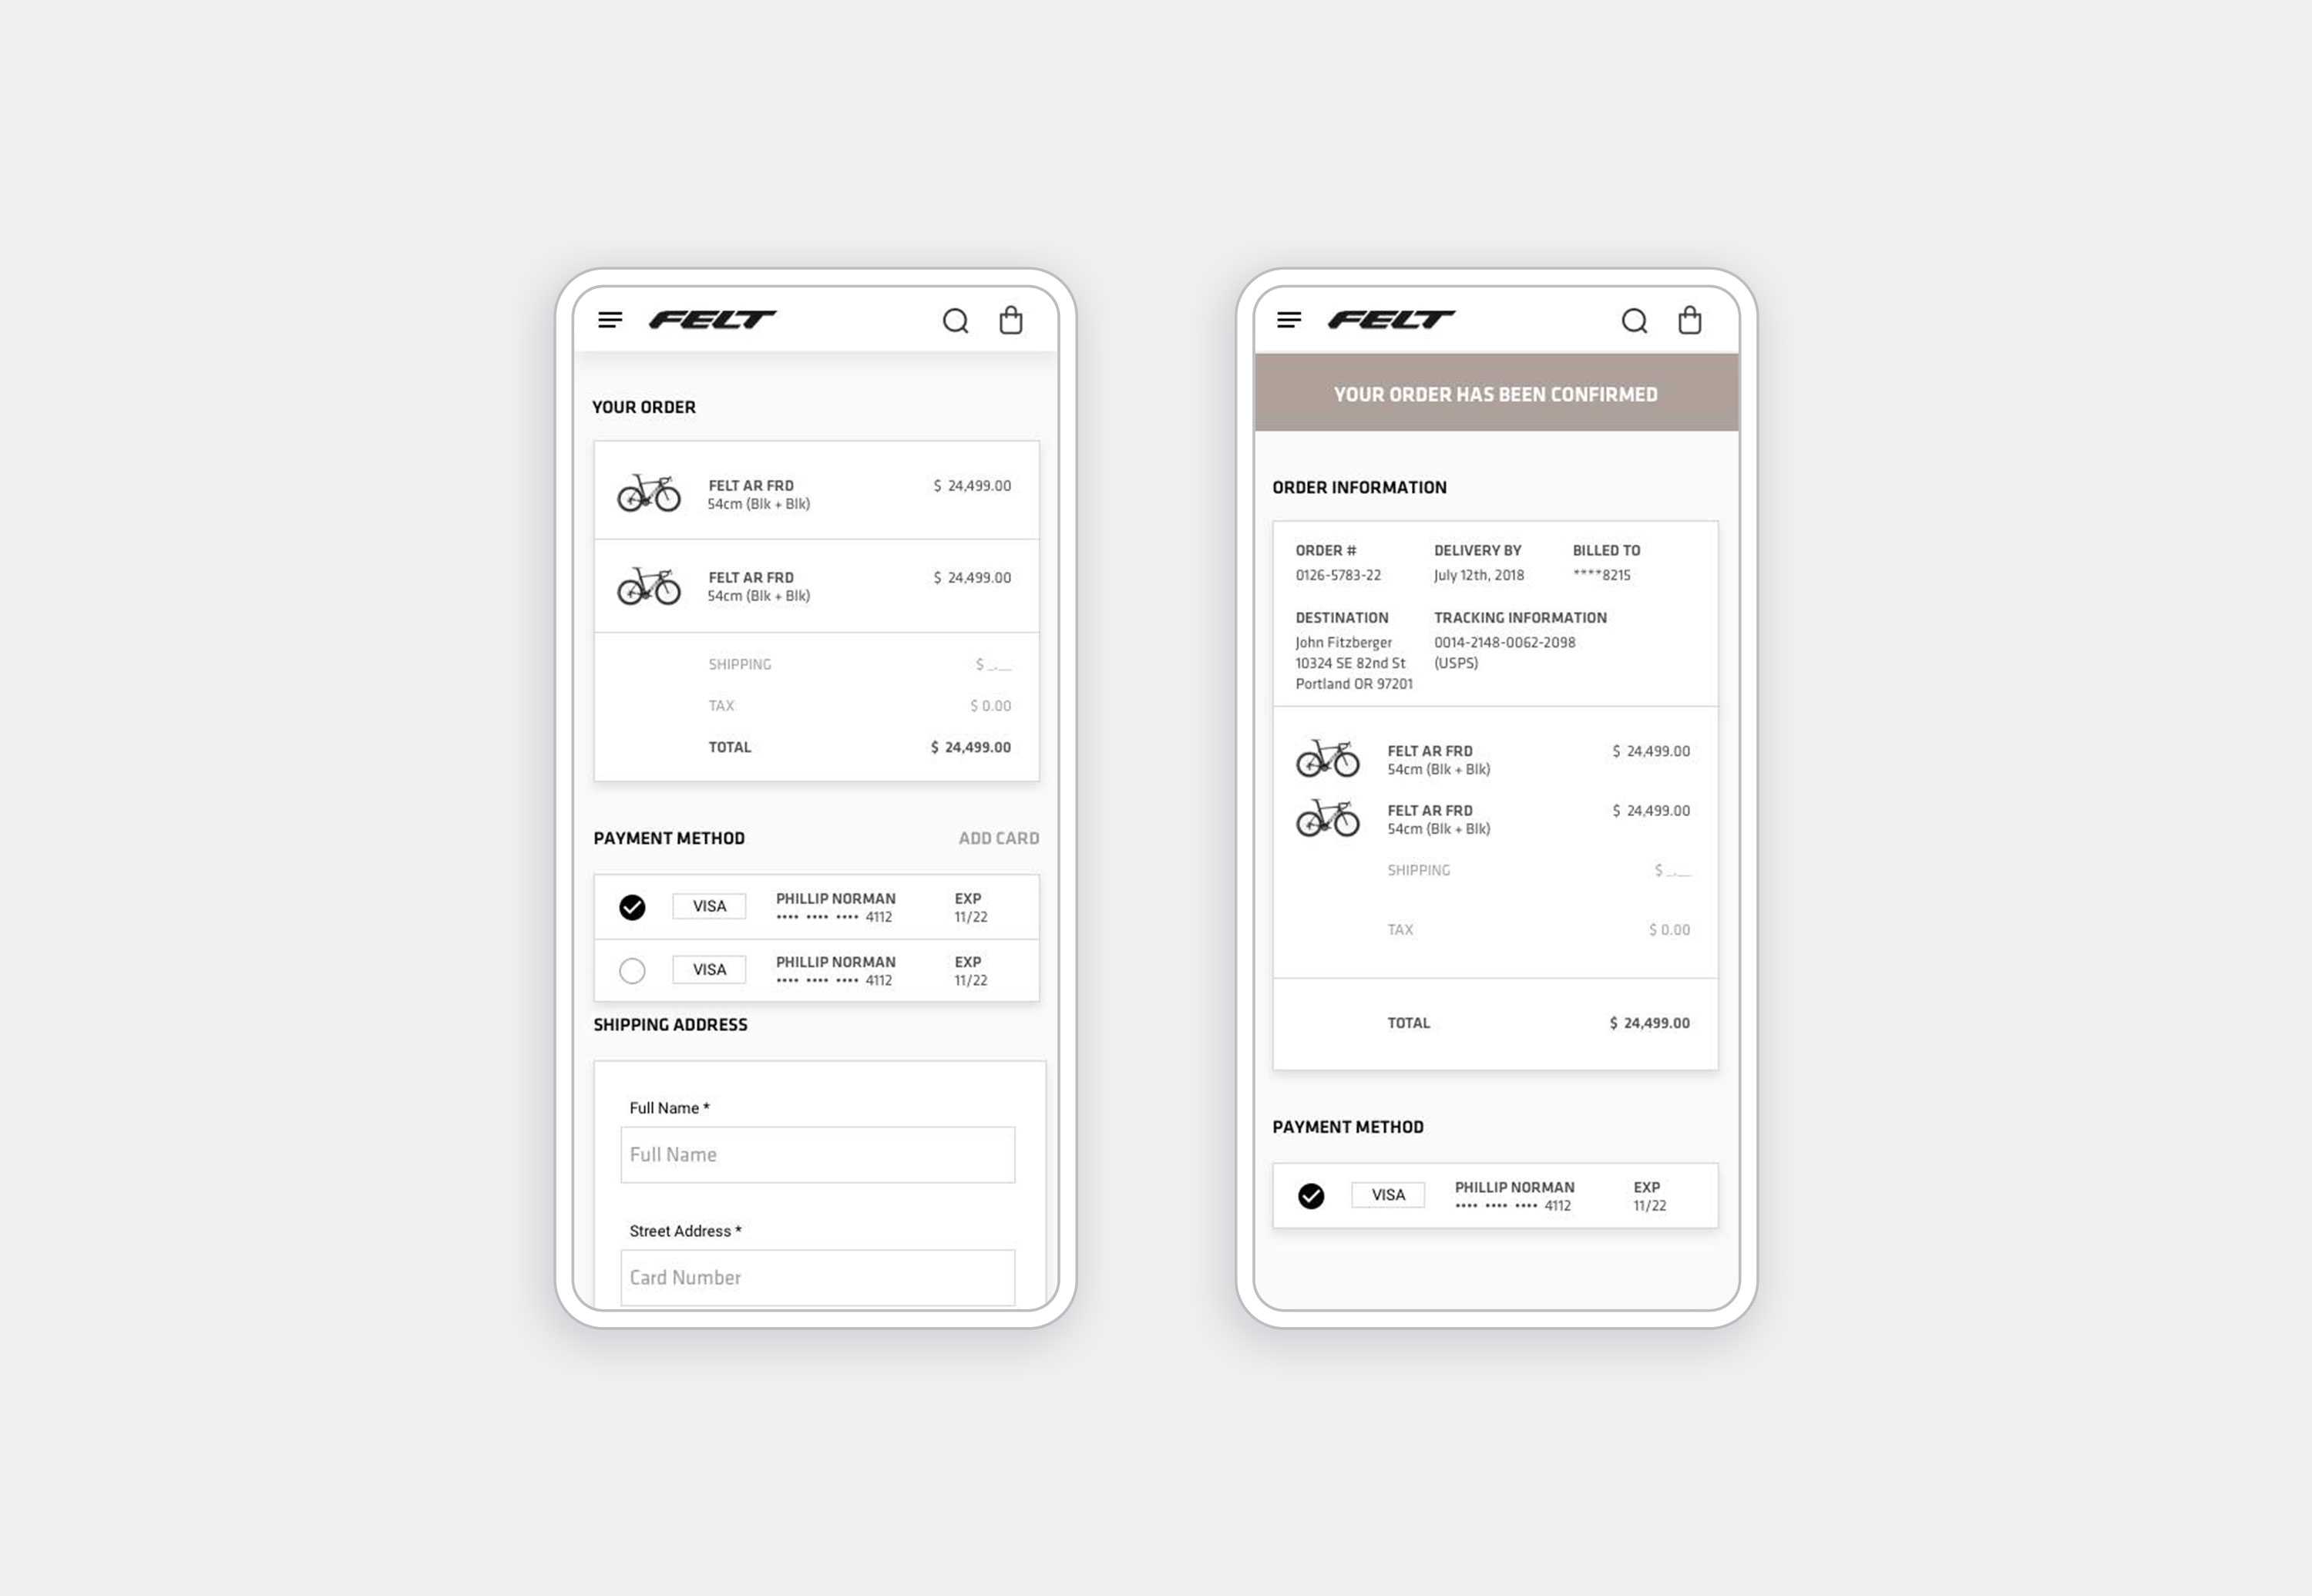 FELT
YOUR ORDER
FELT AR FRD $ 24,499.00
54cm (Blk + Blk)
FELT AR FRD $ 24,499.00
54cm (Blk + Blk)
SHIPPING $ _.__
TAX $ 0.00
TOTAL $ 24,499.00
PAYMENT METHOD ADD CARD
VISA PHILLIP NORMAN EXP
•••• •••• •••• 4112 11/22
VISA PHILLIP NORMAN EXP
•••• •••• •••• 4112 11/22
SHIPPING ADDRESS
Full Name *
Full Name
Street Address *
Card Number
FELT
YOUR ORDER HAS BEEN CONFIRMED
ORDER INFORMATION
ORDER # DELIVERY BY BILLED TO
0126-5783-22 July 12th, 2018 ****8215
DESTINATION TRACKING INFORMATION
John Fitzberger 0014-2148-0062-2098
10324 SE 82nd St (USPS)
Portland OR 97201
FELT AR FRD $ 24,499.00
54cm (Blk + Blk)
FELT AR FRD $ 24,499.00
54cm (Blk + Blk)
SHIPPING $ _.__
TAX $ 0.00
TOTAL $ 24,499.00
PAYMENT METHOD
VISA PHILLIP NORMAN EXP
•••• •••• •••• 4112 11/22